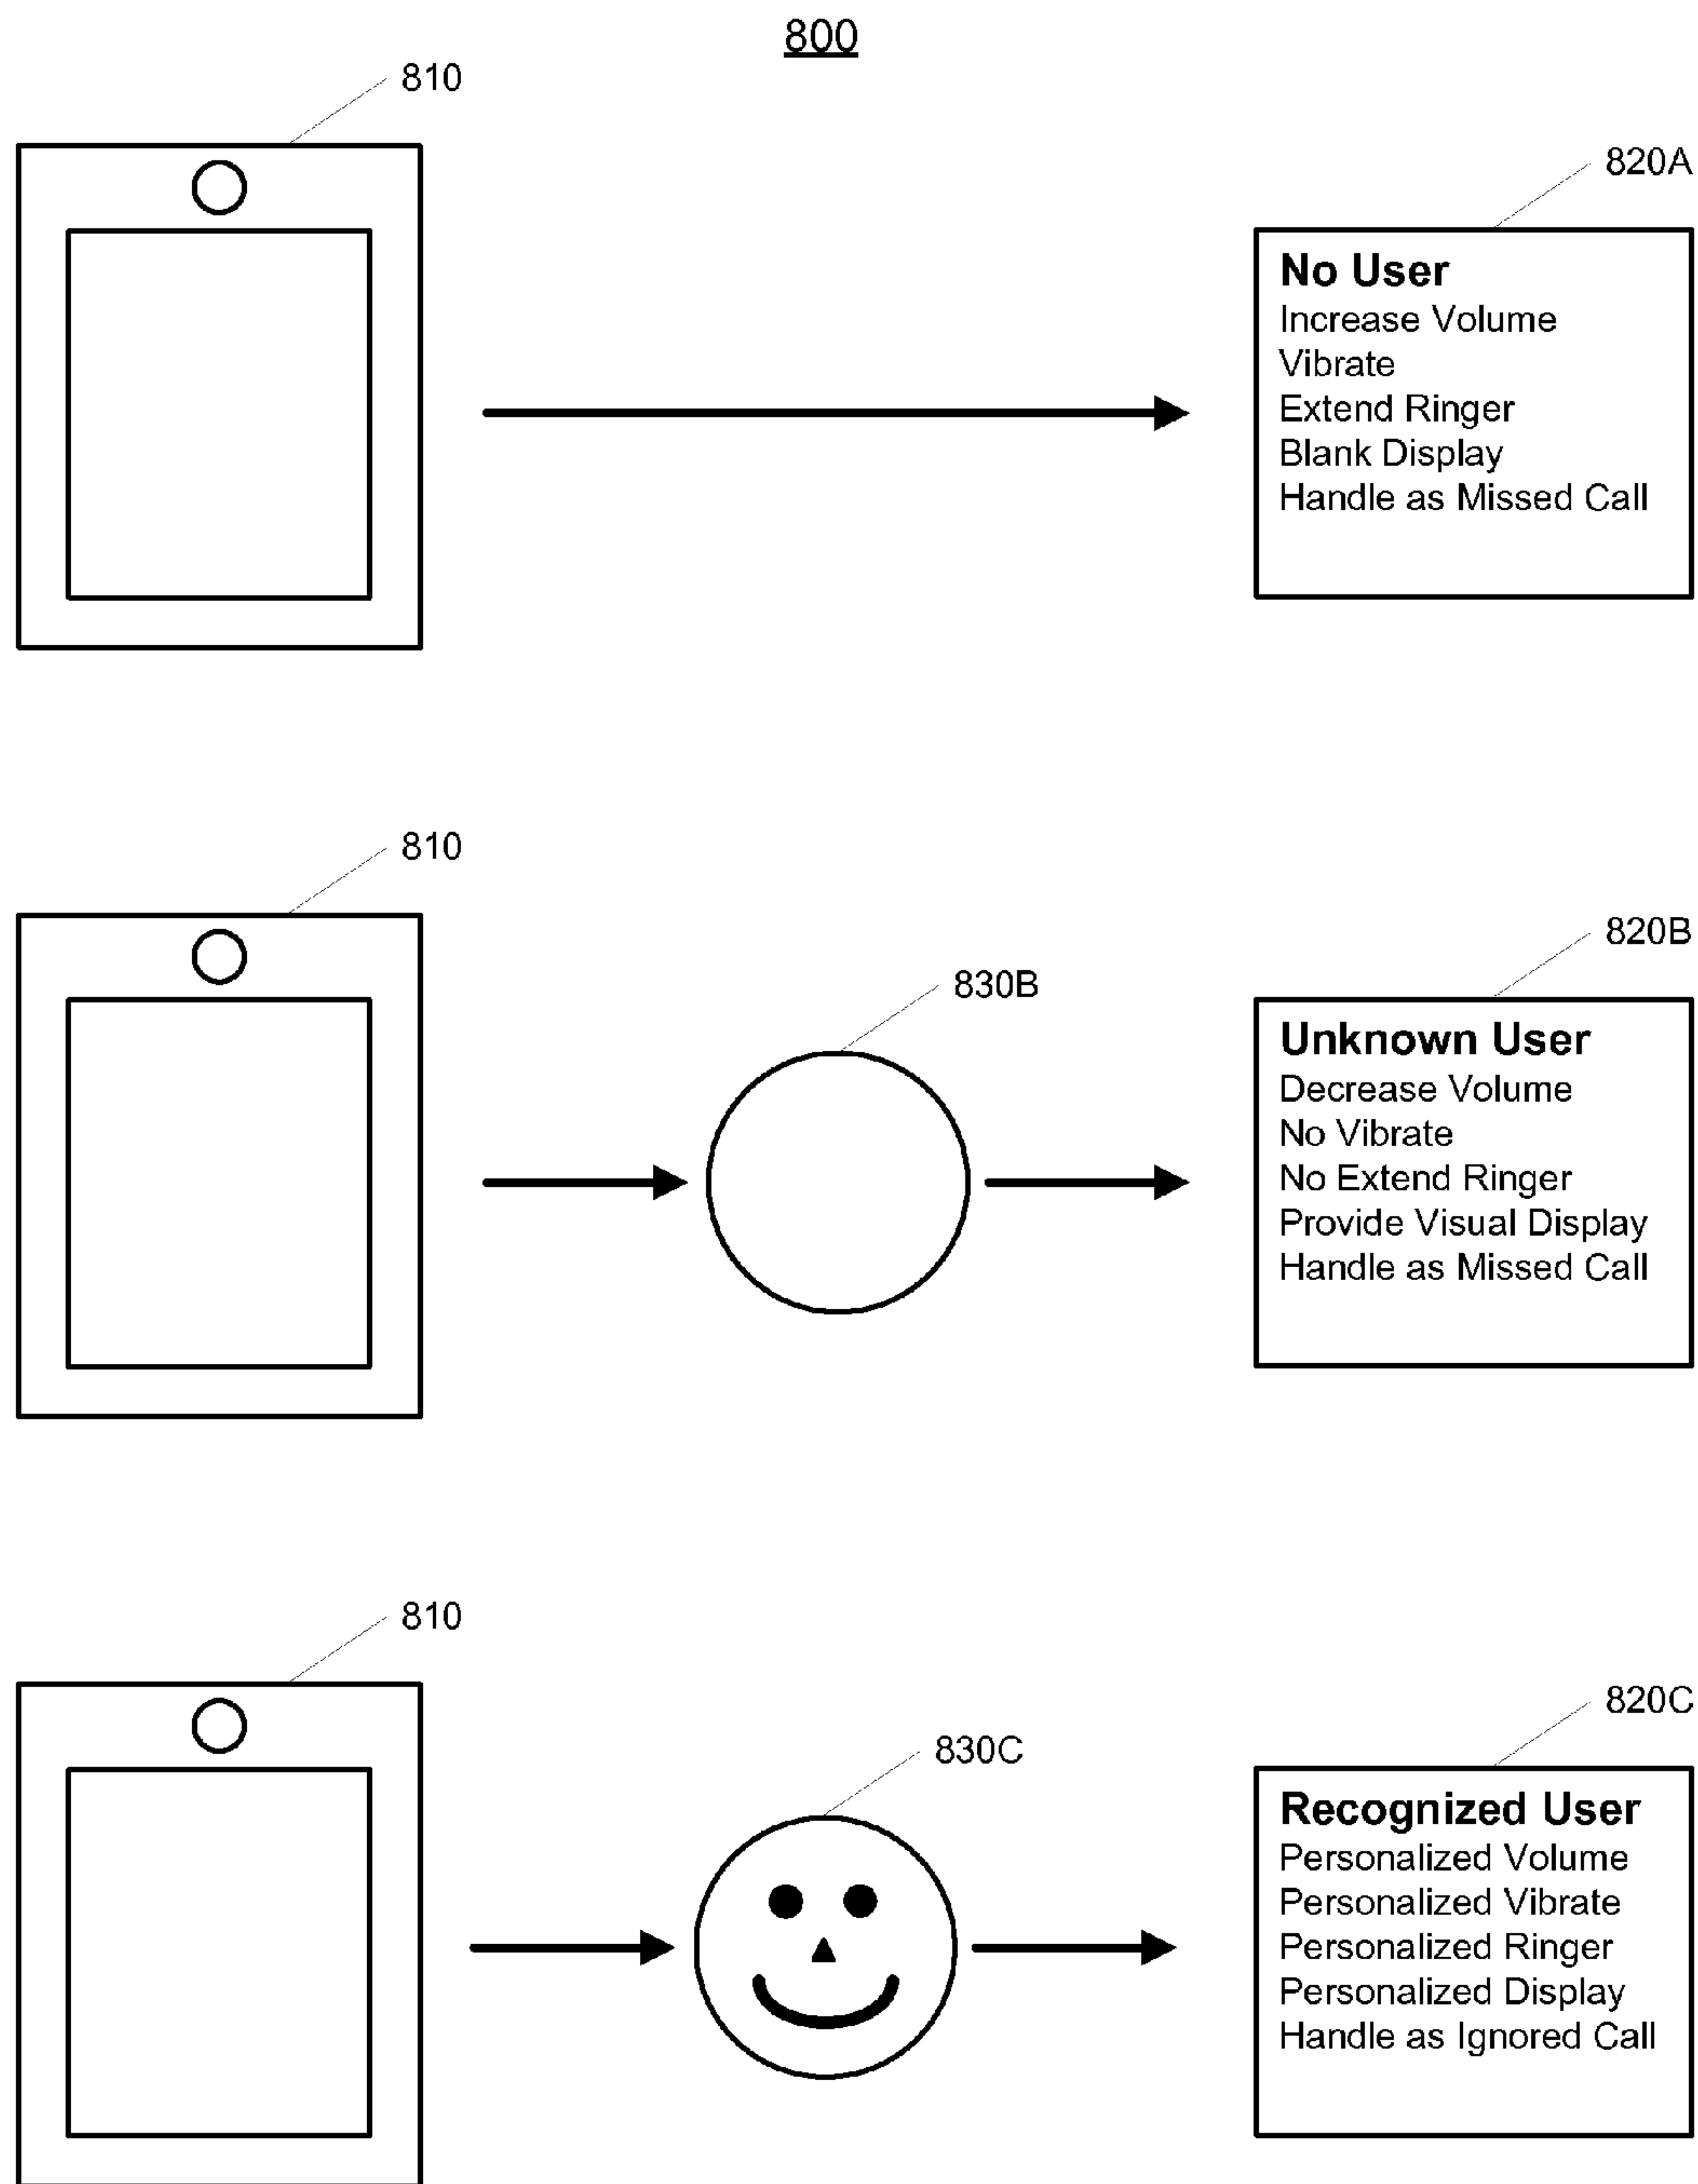 800
810
820A
No User
Increase Volume
Vibrate
Extend Ringer
Blank Display
Handle as Missed Call
810
820B
830B
Unknown User
Decrease Volume
No Vibrate
No Extend Ringer
Provide Visual Display
Handle as Missed Call
810
820C
830C
Recognized User
Personalized Volume
Personalized Vibrate
Personalized Ringer
Personalized Display
Handle as Ignored Call